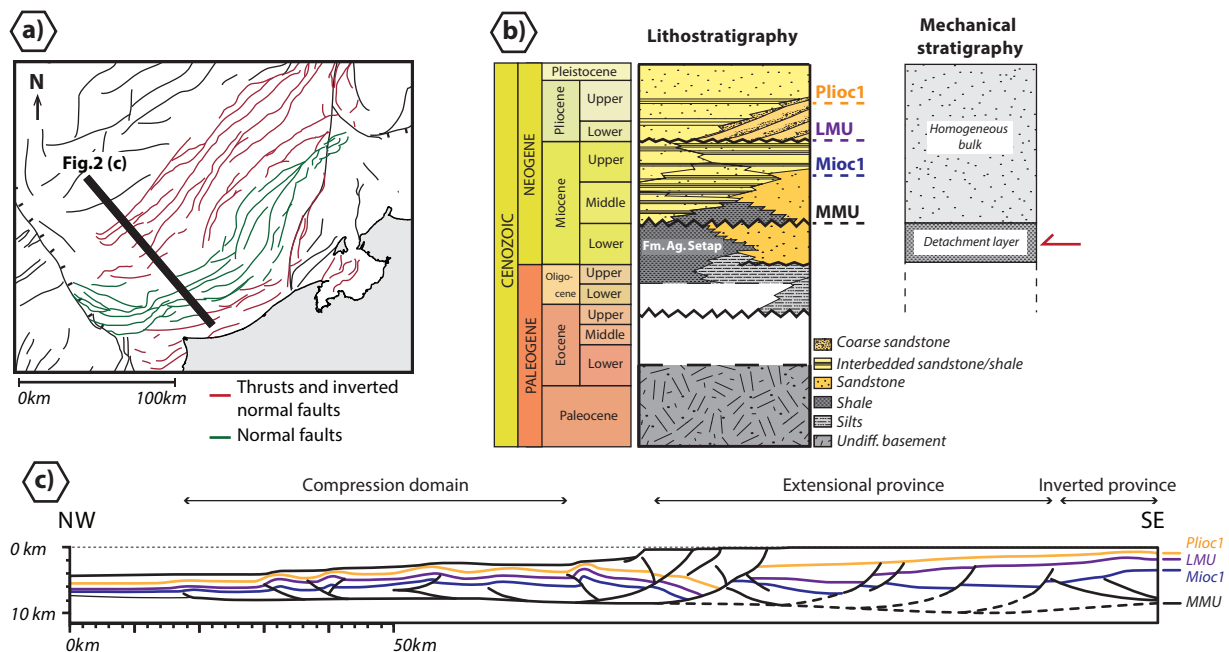 a)
N
Fig.2 (c)
0km
100km
Thrusts and inverted
normal faults
Normal faults
b)
Lithostratigraphy
Mechanical
stratigraphy
CENOZOIC
NEOGENE
PALEOGENE
Pleistocene
Pliocene
Upper
Lower
Miocene
Upper
Middle
Lower
Oligo-
cene
Upper
Lower
Eocene
Upper
Middle
Lower
Paleocene
Fm. Ag. Setap
Plioc1
LMU
Mioc1
MMU
Homogeneous
bulk
Detachment layer
Coarse sandstone
Interbedded sandstone/shale
Sandstone
Shale
Silts
Undiff. basement
c)
Compression domain
Extensional province
Inverted province
NW
SE
0 km
10 km
0km
50km
Plioc1
LMU
Mioc1
MMU